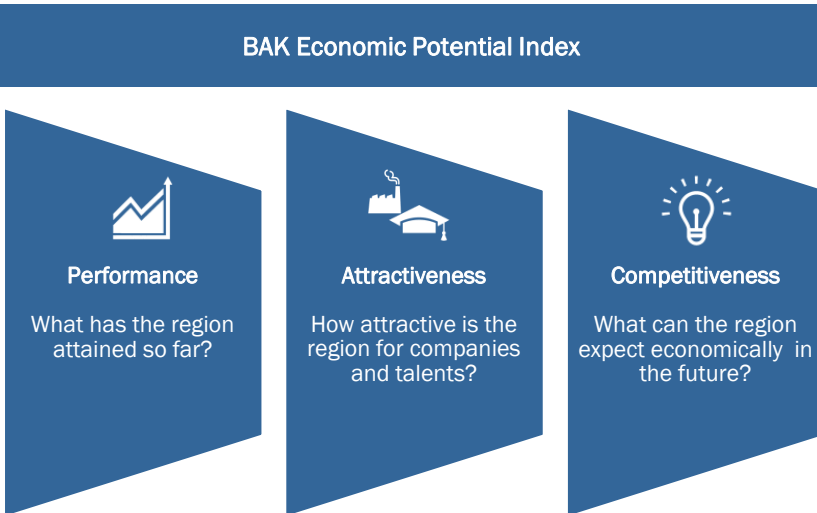 BAK Economic Potential Index
Performance
What has the region
attained so far?
Attractiveness
How attractive is the
region for companies
and talents?
Competitiveness
What can the region
expect economically in
the future?